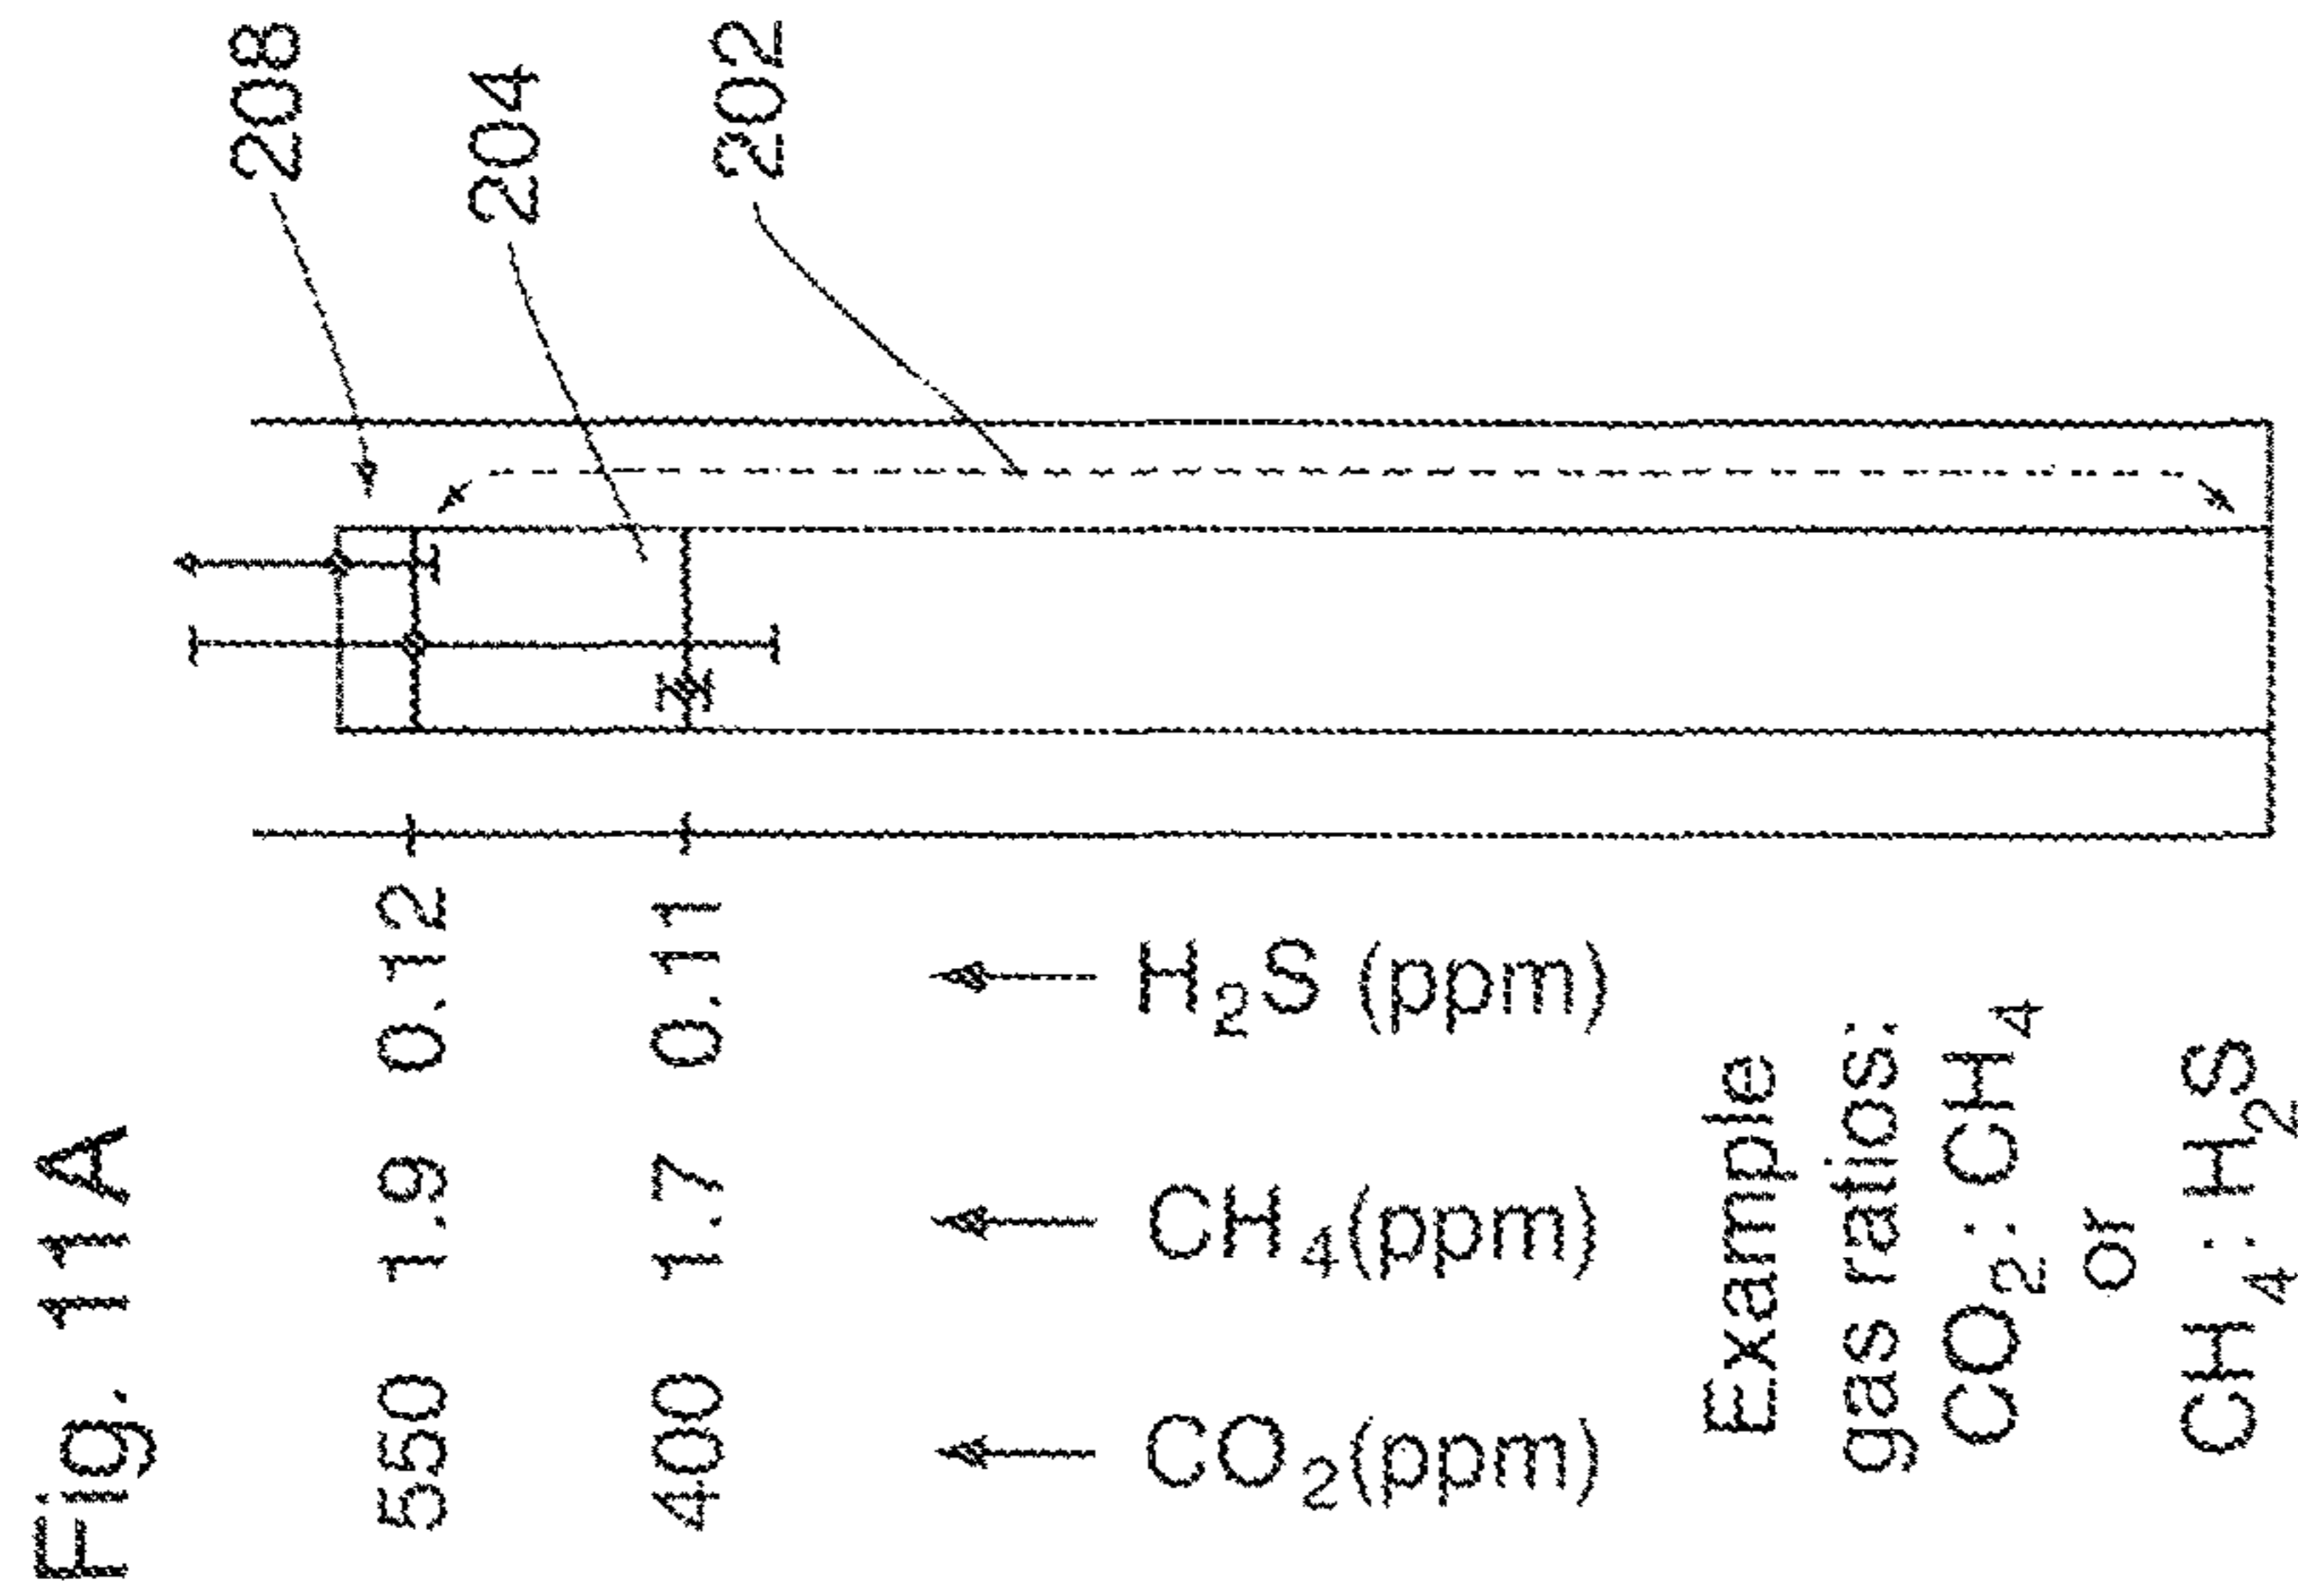 Fig. 11A
550 1.9 0.12
400 1.7 0.11
CO₂(ppm) CH₄(ppm) H₂S (ppm)
Example
gas ratios:
CO₂:CH₄
or
CH₄:H₂S
208
204
202